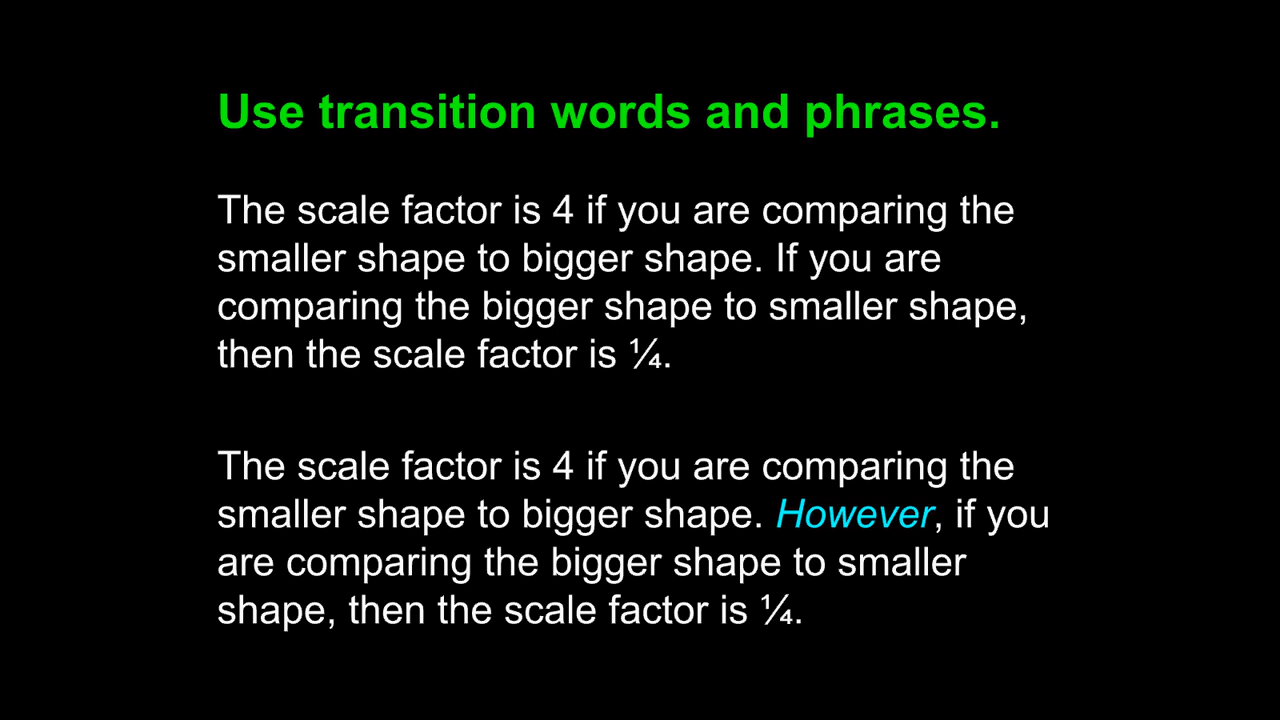 Use transition words and phrases.
The scale factor is 4 if you are comparing the
smaller shape to bigger shape. If you are
comparing the bigger shape to smaller shape,
then the scale factor is ¼.
The scale factor is 4 if you are comparing the
smaller shape to bigger shape. However, if you
are comparing the bigger shape to smaller
shape, then the scale factor is ¼.